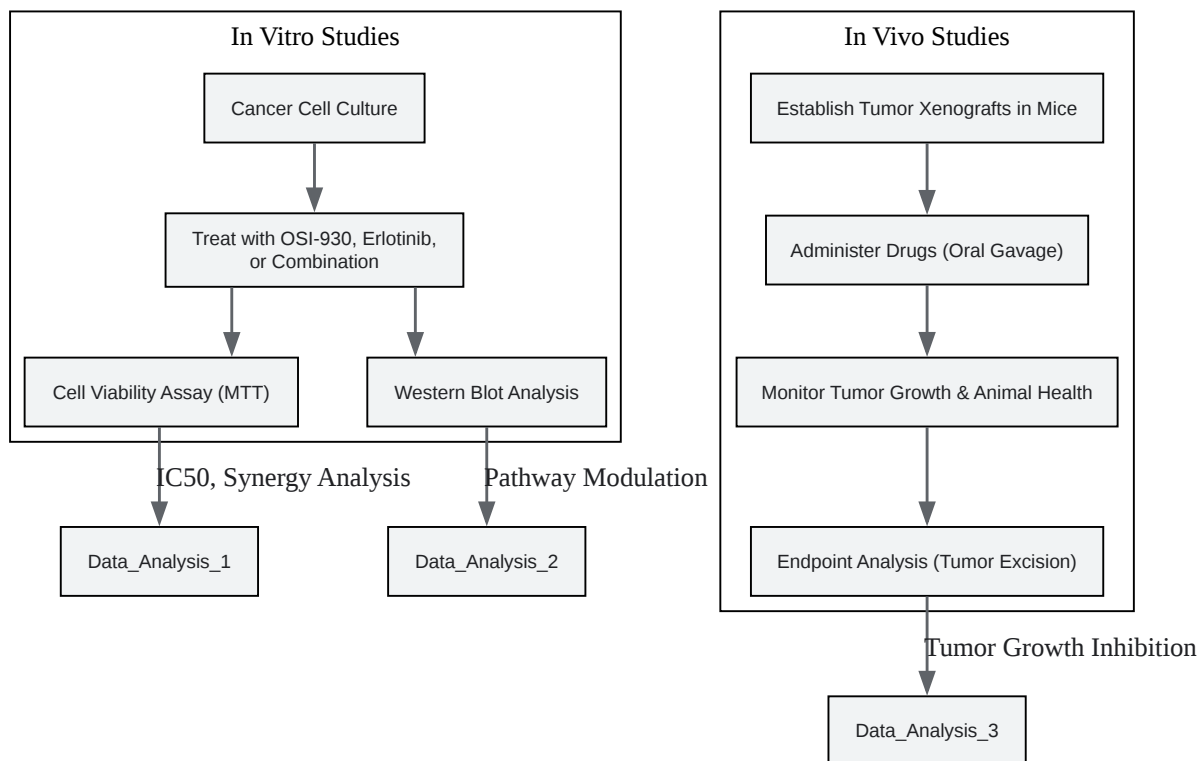 In Vitro Studies
Cancer Cell Culture
Treat with OSI-930, Erlotinib,
or Combination
Cell Viability Assay (MTT)
Western Blot Analysis
IC50, Synergy Analysis
Pathway Modulation
Data_Analysis_1
Data_Analysis_2
In Vivo Studies
Establish Tumor Xenografts in Mice
Administer Drugs (Oral Gavage)
Monitor Tumor Growth & Animal Health
Endpoint Analysis (Tumor Excision)
Tumor Growth Inhibition
Data_Analysis_3